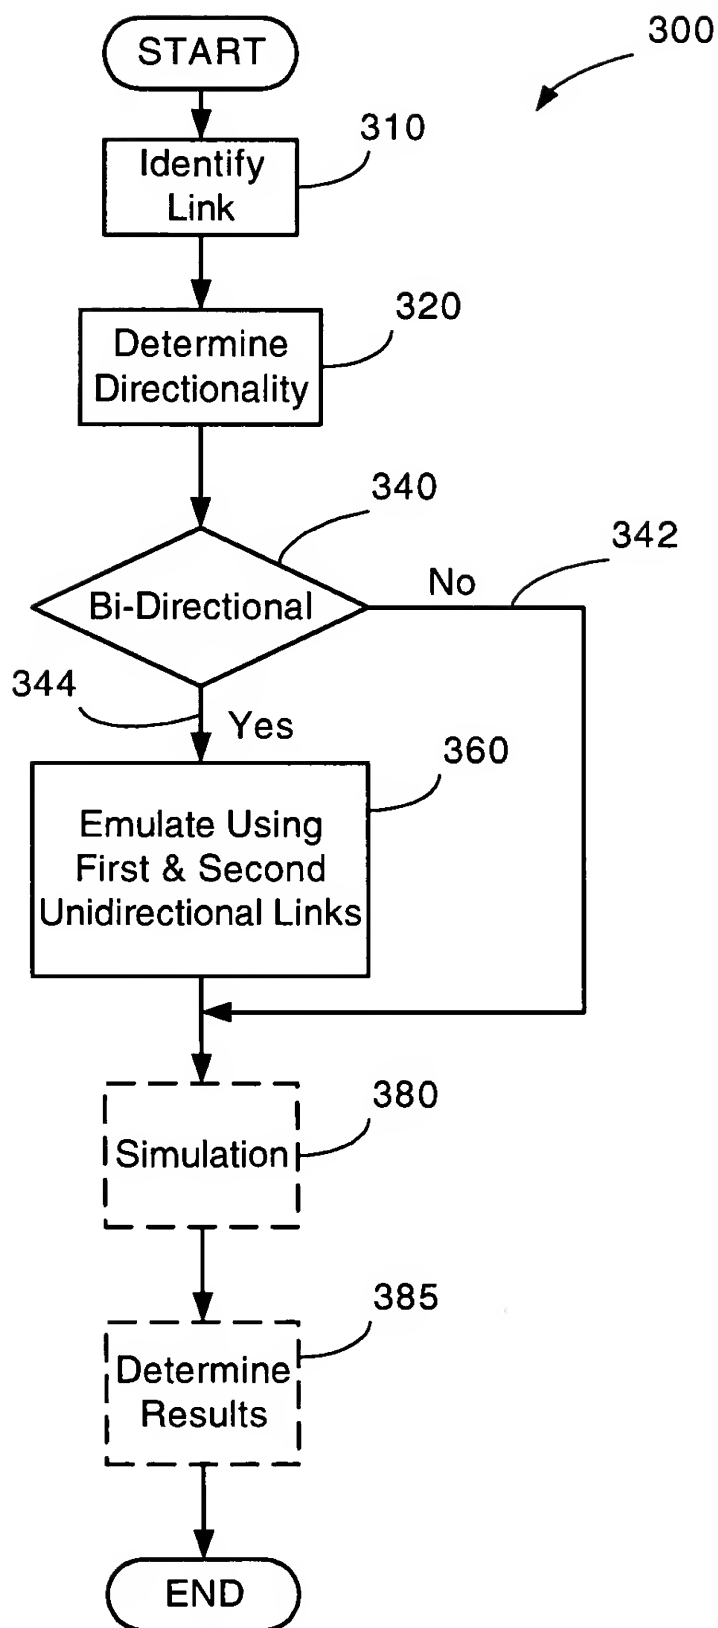 START
300
310
Identify
Link
320
Determine
Directionality
340
342
Bi-Directional
No
344
Yes
360
Emulate Using
First & Second
Unidirectional Links
380
Simulation
385
Determine
Results
END